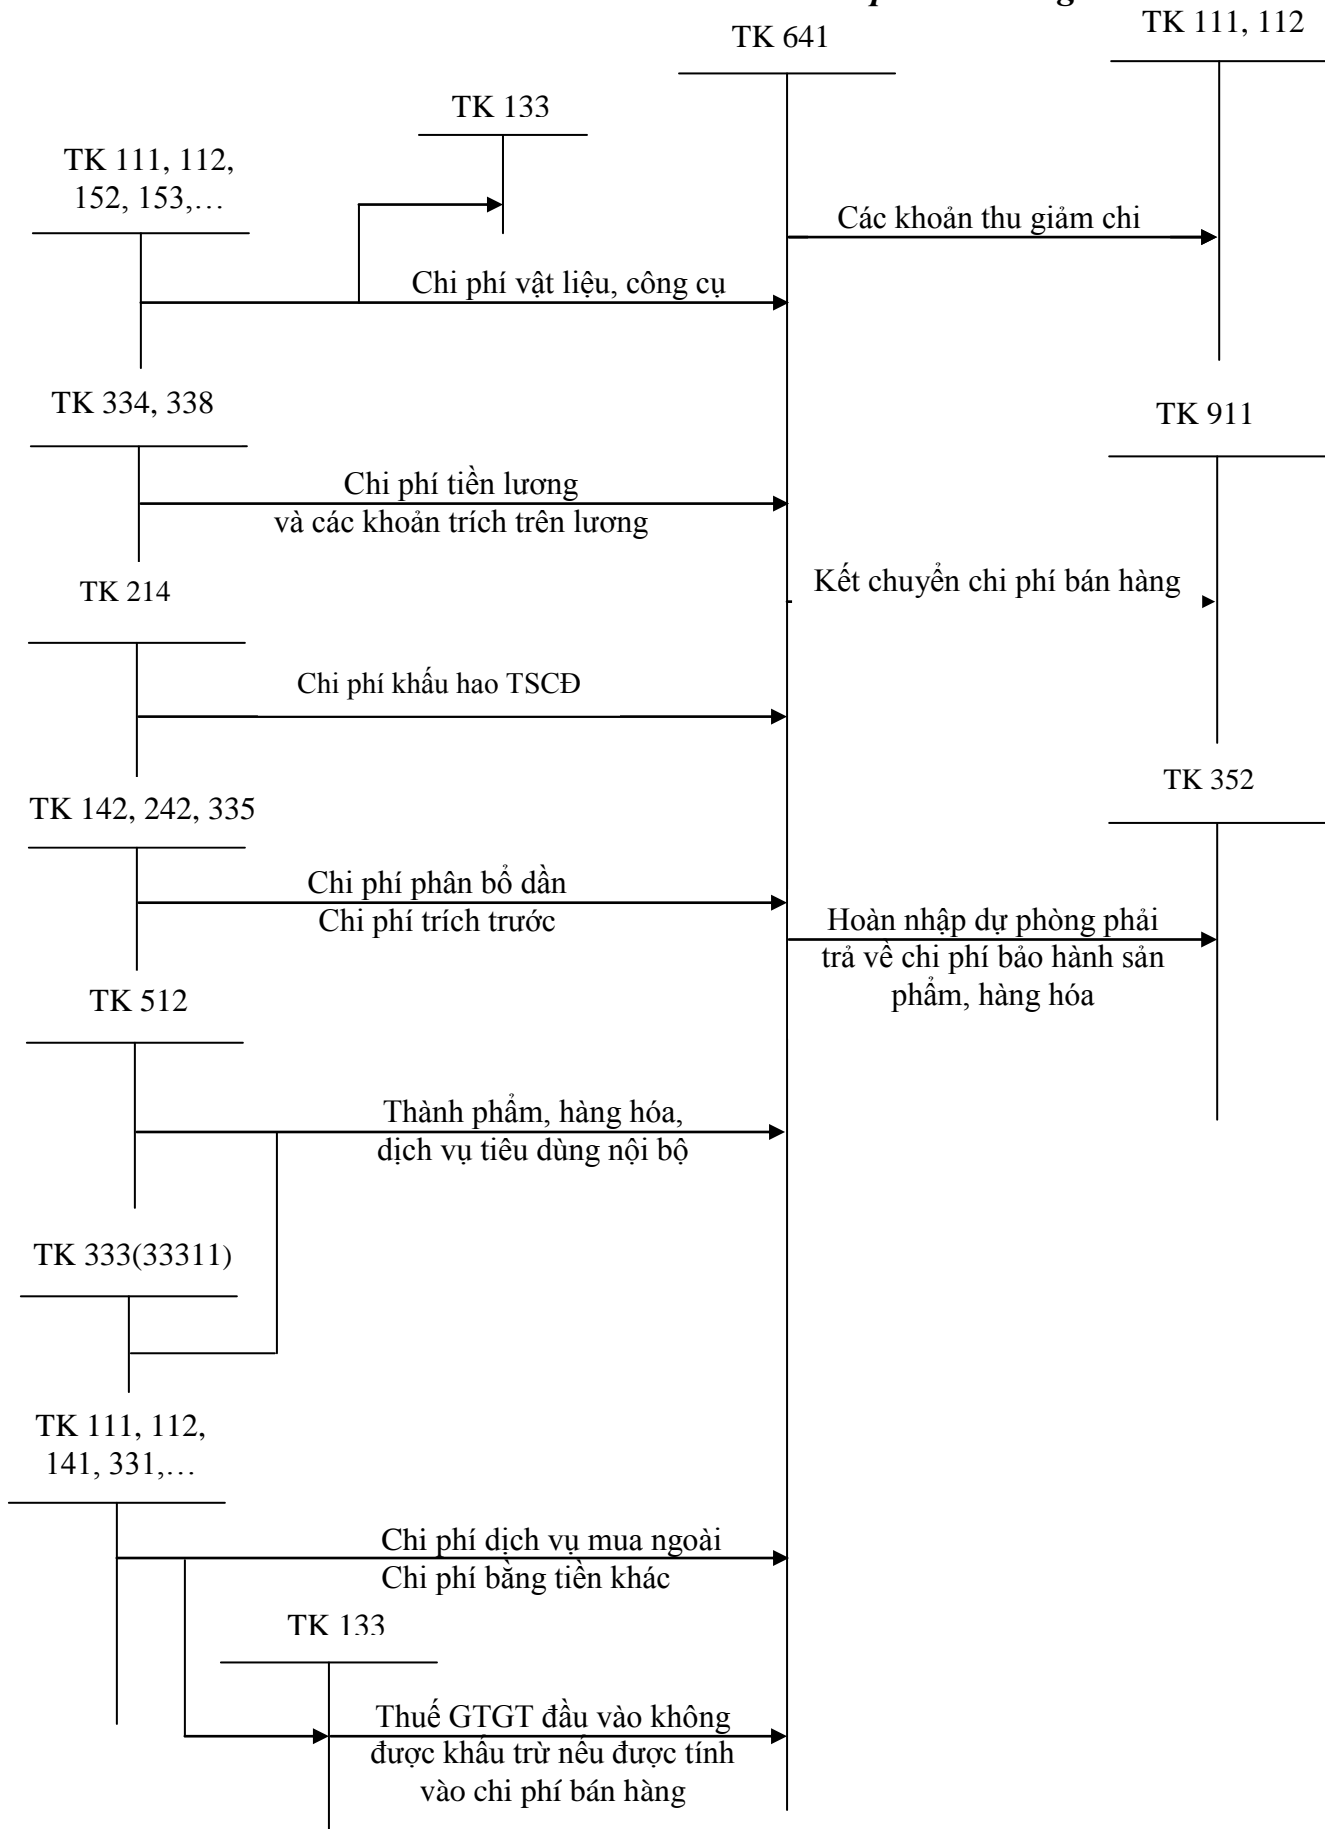 TK 641
TK 111, 112
TK 133
TK 111, 112,
152, 153,…
Các khoản thu giảm chi
Chi phí vật liệu, công cụ
TK 334, 338
TK 911
Chi phí tiền lương
và các khoản trích trên lương
TK 214
Kết chuyển chi phí bán hàng
Chi phí khấu hao TSCĐ
TK 352
TK 142, 242, 335
Chi phí phân bổ dần
Chi phí trích trước
Hoàn nhập dự phòng phải
trả về chi phí bảo hành sản
phẩm, hàng hóa
TK 512
Thành phẩm, hàng hóa,
dịch vụ tiêu dùng nội bộ
TK 333(33311)
TK 111, 112,
141, 331,…
Chi phí dịch vụ mua ngoài
Chi phí bằng tiền khác
TK 133
Thuế GTGT đầu vào không
được khấu trừ nếu được tính
vào chi phí bán hàng